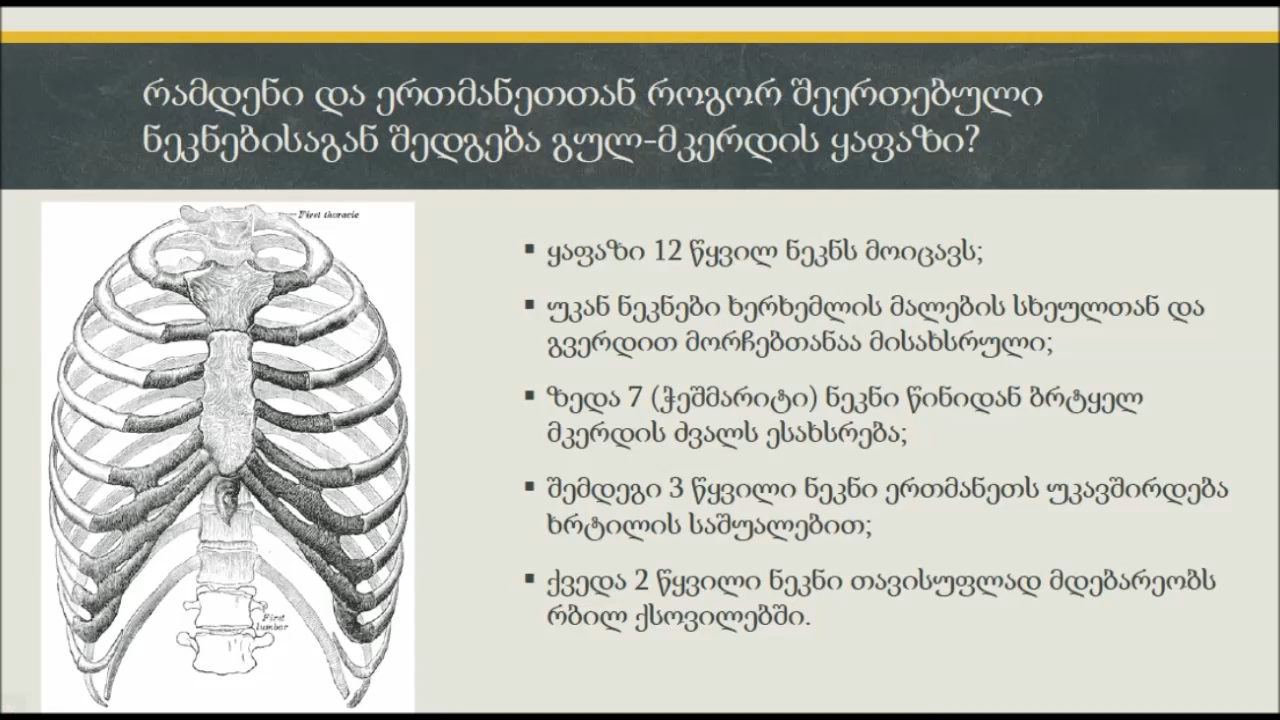 რამდენი და ერთმანეთთან როგორ შეერთებული
ნეკნებისაგან შედგება გულ-მკერდის ყაფაზი?
First thoracic
▪ ყაფაზი 12 წყვილ ნეკნს მოიცავს;
▪ უკან ნეკნები ხერხემლის მალების სხეულთან და
გვერდით მორჩებთანაა მისახსრული;
▪ ზედა 7 (ჭეშმარიტი) ნეკნი წინიდან ბრტყელ
მკერდის ძვალს ესახსრება;
▪ შემდეგი 3 წყვილი ნეკნი ერთმანეთს უკავშირდება
ხრტილის საშუალებით;
▪ ქვედა 2 წყვილი ნეკნი თავისუფლად მდებარეობს
რბილ ქსოვილებში.
First
lumbar